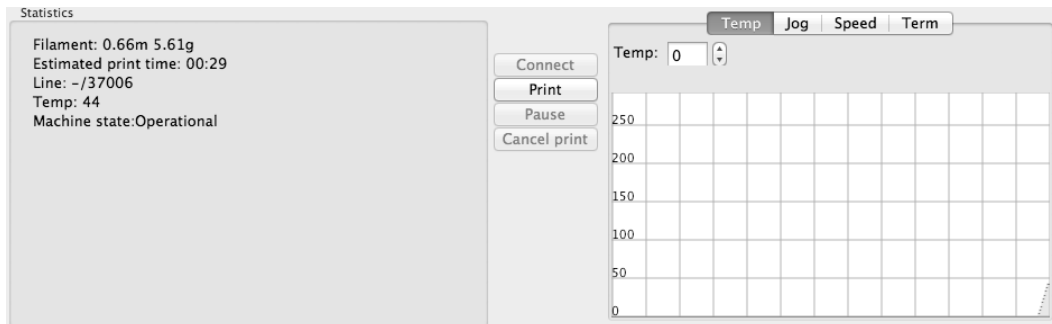 Statistics
Filament: 0.66m 5.61g
Estimated print time: 00:29
Line: -/37006
Temp: 44
Machine state:Operational
Connect
Print
Pause
Cancel print
Temp Jog Speed Term
Temp: 0
250
200
150
100
50
0